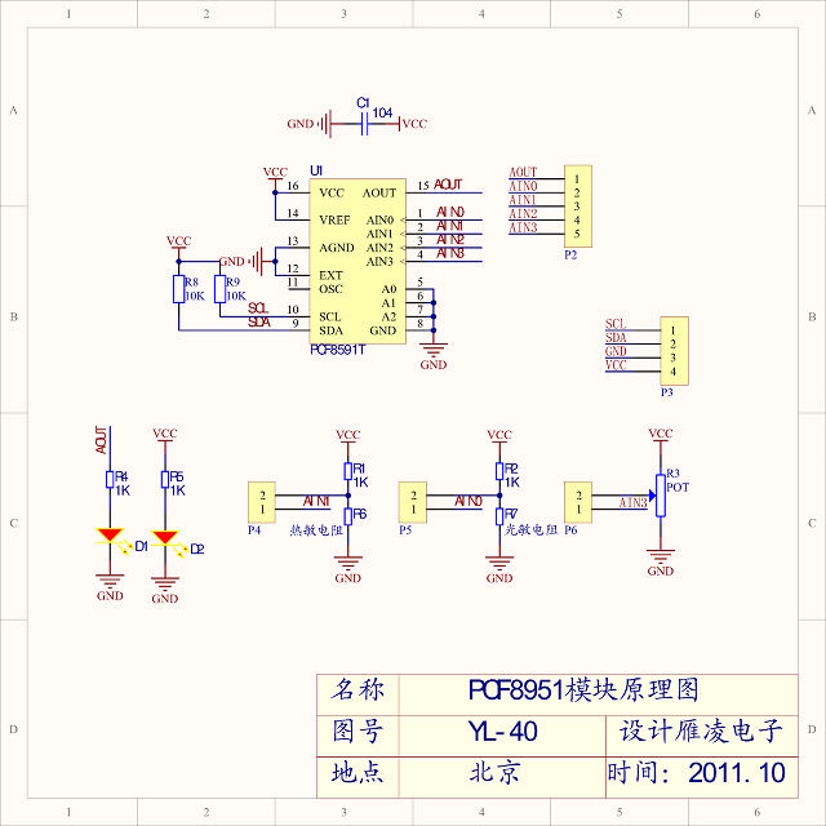 1 2 3 4 5 6
A A
C1
104
GND VCC
VCC U1
16 VCC AOUT 15 AOUT
14 VREF AIN0 1 AIN0
AIN1 2 AIN1
13 AGND AIN2 3 AIN2
GND AIN3 4 AIN3
12 EXT
11 OSC A0 5
A1 6
10 SCL A2 7
9 SDA GND 8
PCF8591T
GND
VCC
R8 R9
10K 10K
SCL
SDA
AOUT 1
AIN0 2
AIN1 3
AIN2 4
AIN3 5
P2
B B
SCL 1
SDA 2
GND 3
VCC 4
P3
AOUT VCC VCC VCC VCC
R4 R5 R1 R2 R3
1K 1K 1K 1K POT
2 2 2
1 AIN1 1 AIN0 1 AIN3
R6 R7
P4 热敏电阻 P5 光敏电阻 P6
C C
D1 D2
GND GND GND GND GND
D D
名称 PCF8951模块原理图
图号 YL-40 设计雁凌电子
地点 北京 时间：2011.10
1 2 3 4 5 6